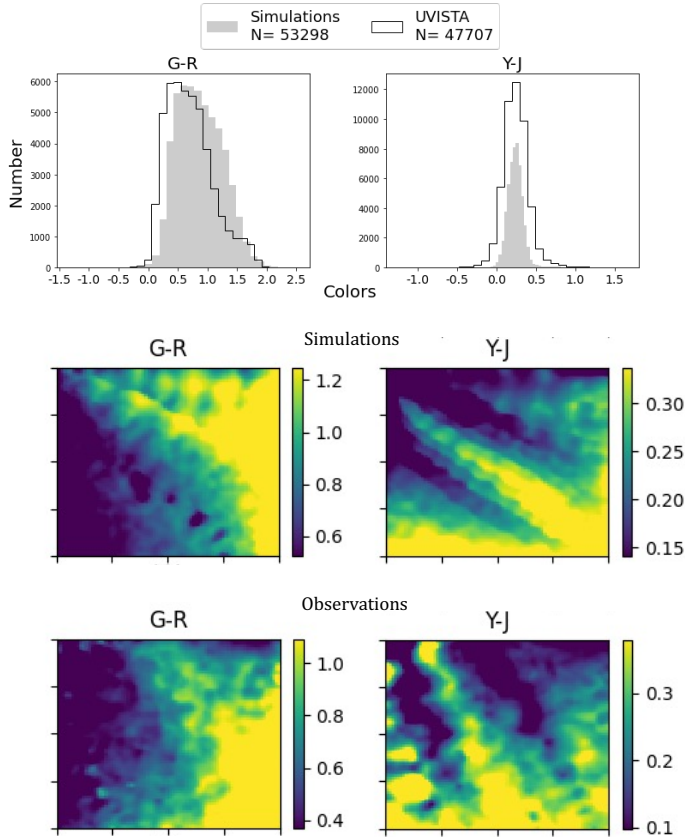 Simulations
N= 53298
UVISTA
N= 47707
G-R
Y-J
6000
5000
4000
3000
2000
1000
0
12000
10000
8000
6000
4000
2000
0
Number
-1.5 -1.0 -0.5 0.0 0.5 1.0 1.5 2.0 2.5
-1.0 -0.5 0.0 0.5 1.0 1.5
Colors
Simulations
G-R
Y-J
1.2
1.0
0.8
0.6
0.30
0.25
0.20
0.15
Observations
G-R
Y-J
1.0
0.8
0.6
0.4
0.3
0.2
0.1